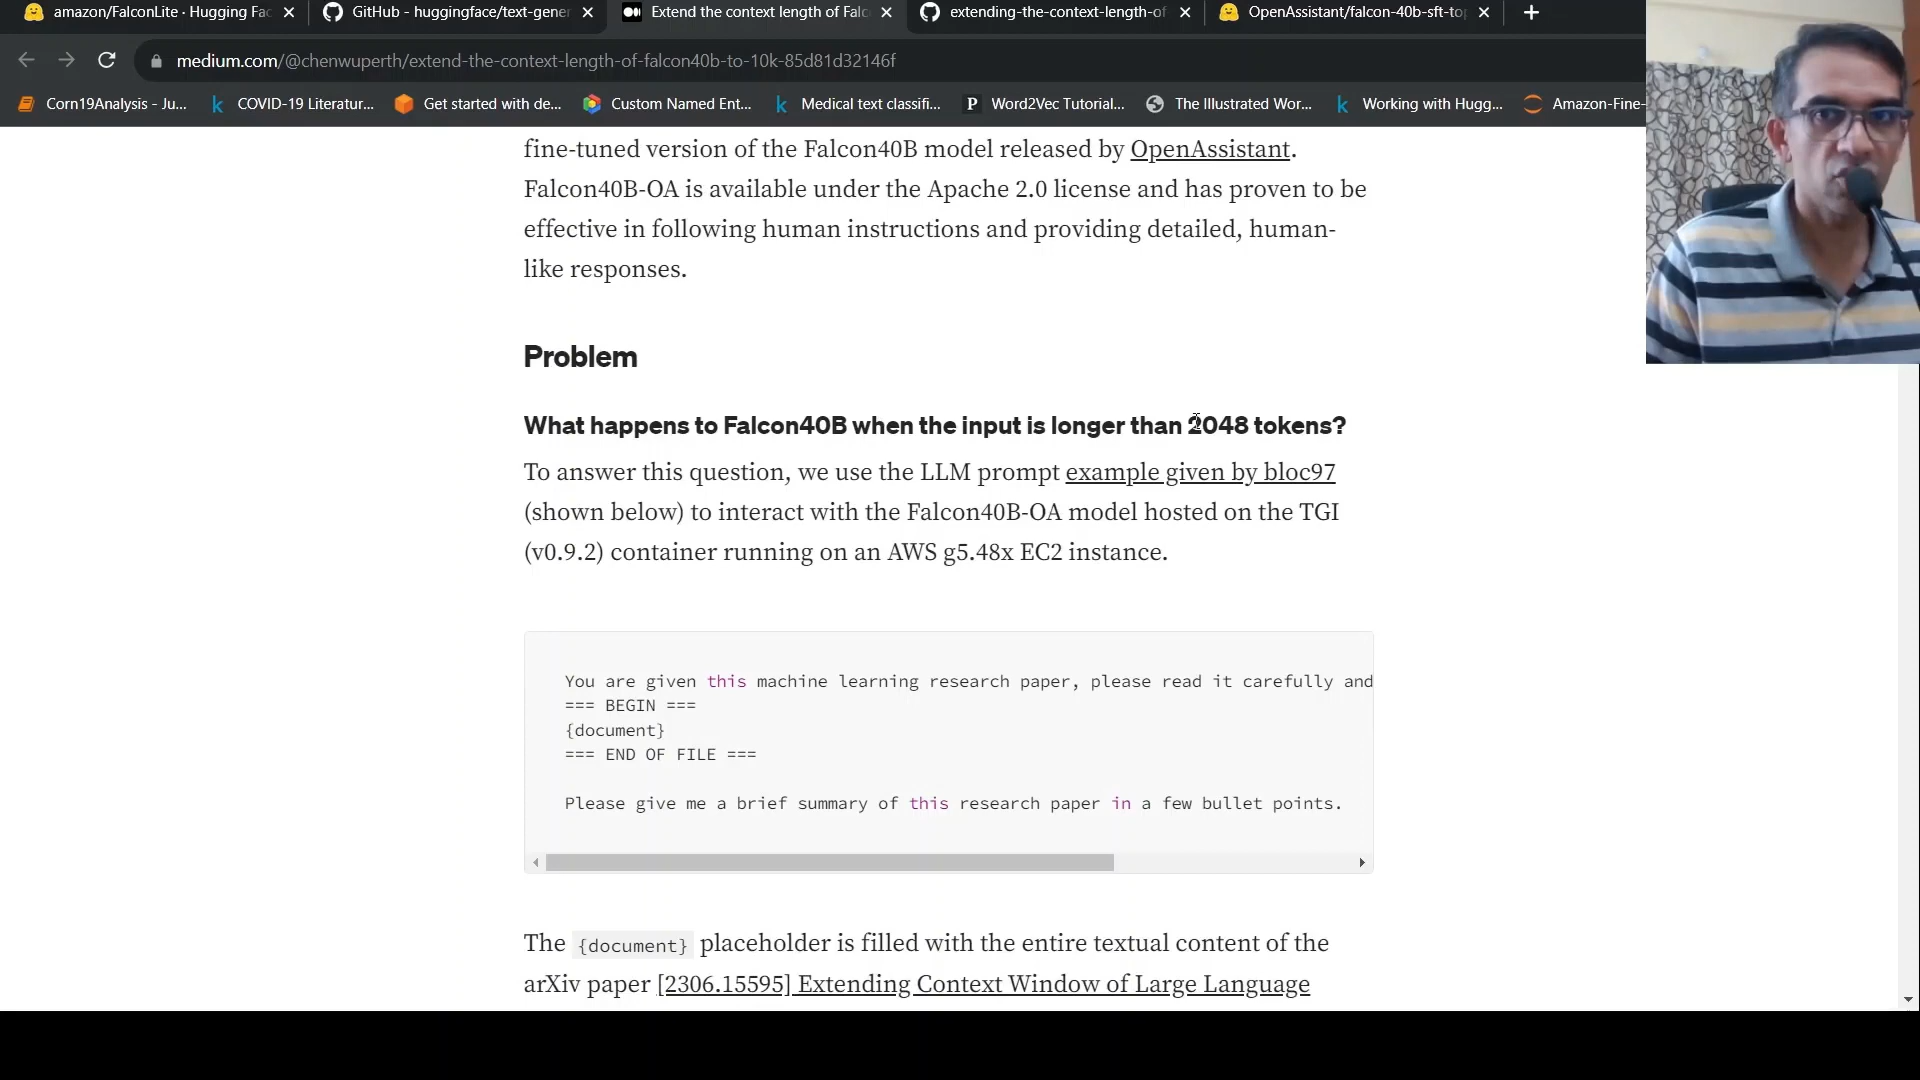 amazon/FalconLite · Hugging Fac
GitHub - huggingface/text-gener
Extend the context length of Falc
extending-the-context-length-of
OpenAssistant/falcon-40b-sft-top
medium.com/@chenwuperth/extend-the-context-length-of-falcon40b-to-10k-85d81d32146f
Corn19Analysis - Ju...
COVID-19 Literatur...
Get started with de...
Custom Named Ent...
Medical text classifi...
Word2Vec Tutorial...
The Illustrated Wor...
Working with Hugg...
Amazon-Fine-
fine-tuned version of the Falcon40B model released by OpenAssistant.
Falcon40B-OA is available under the Apache 2.0 license and has proven to be
effective in following human instructions and providing detailed, human-
like responses.
Problem
What happens to Falcon40B when the input is longer than 2048 tokens?
To answer this question, we use the LLM prompt example given by bloc97
(shown below) to interact with the Falcon40B-OA model hosted on the TGI
(v0.9.2) container running on an AWS g5.48x EC2 instance.
You are given this machine learning research paper, please read it carefully and
=== BEGIN ===
{document}
=== END OF FILE ===
Please give me a brief summary of this research paper in a few bullet points.
The {document} placeholder is filled with the entire textual content of the
arXiv paper [2306.15595] Extending Context Window of Large Language